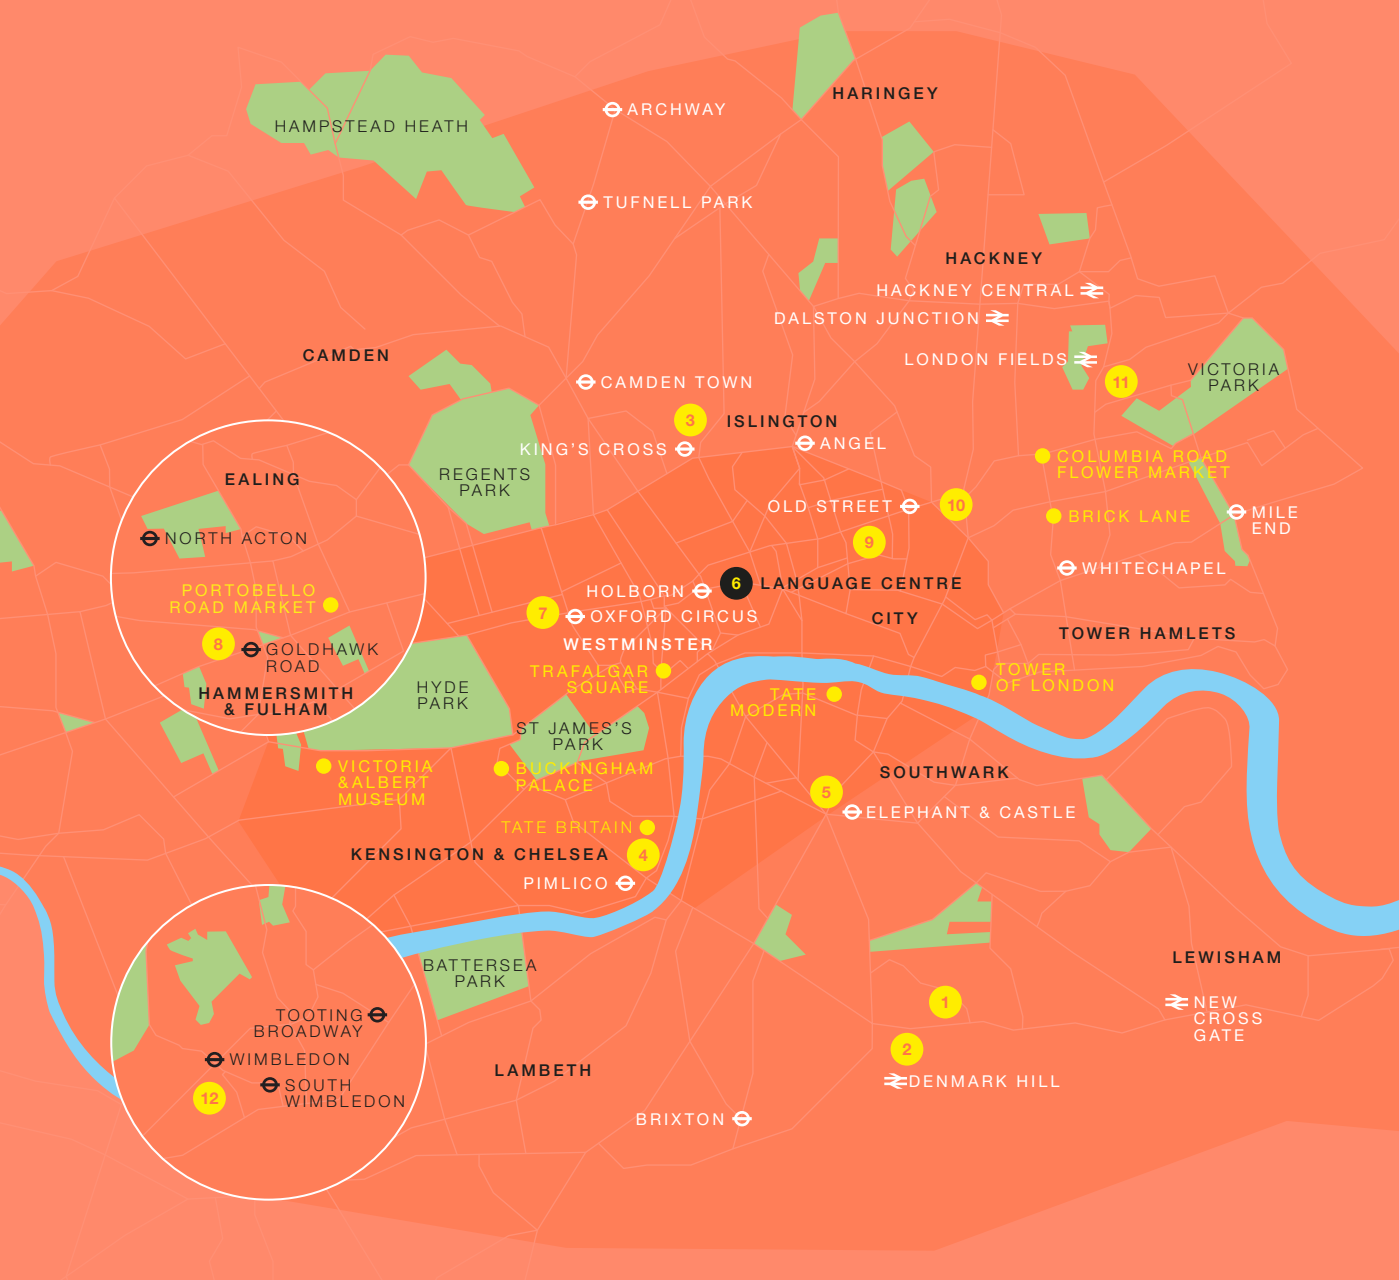 HARINGEY
ARCHWAY
HAMPSTEAD HEATH
TUFNELL PARK
HACKNEY
HACKNEY CENTRAL
DALSTON JUNCTION
CAMDEN
LONDON FIELDS
VICTORIA
PARK
CAMDEN TOWN
11
3
ISLINGTON
KING'S CROSS
ANGEL
COLUMBIA ROAD
FLOWER MARKET
EALING
REGENTS
PARK
OLD STREET
10
BRICK LANE
MILE
END
NORTH ACTON
9
WHITECHAPEL
PORTOBELLO
ROAD MARKET
HOLBORN
6
LANGUAGE CENTRE
7
OXFORD CIRCUS
CITY
WESTMINSTER
TOWER HAMLETS
8
GOLDHAWK
ROAD
TRAFALGAR
SQUARE
TOWER
OF LONDON
HAMMERSMITH
& FULHAM
HYDE
PARK
TATE
MODERN
ST JAMES'S
PARK
VICTORIA
&ALBERT
MUSEUM
BUCKINGHAM
PALACE
SOUTHWARK
5
ELEPHANT & CASTLE
TATE BRITAIN
KENSINGTON & CHELSEA
4
PIMLICO
BATTERSEA
PARK
LEWISHAM
1
NEW
CROSS
GATE
TOOTING
BROADWAY
2
WIMBLEDON
LAMBETH
DENMARK HILL
SOUTH
WIMBLEDON
12
BRIXTON